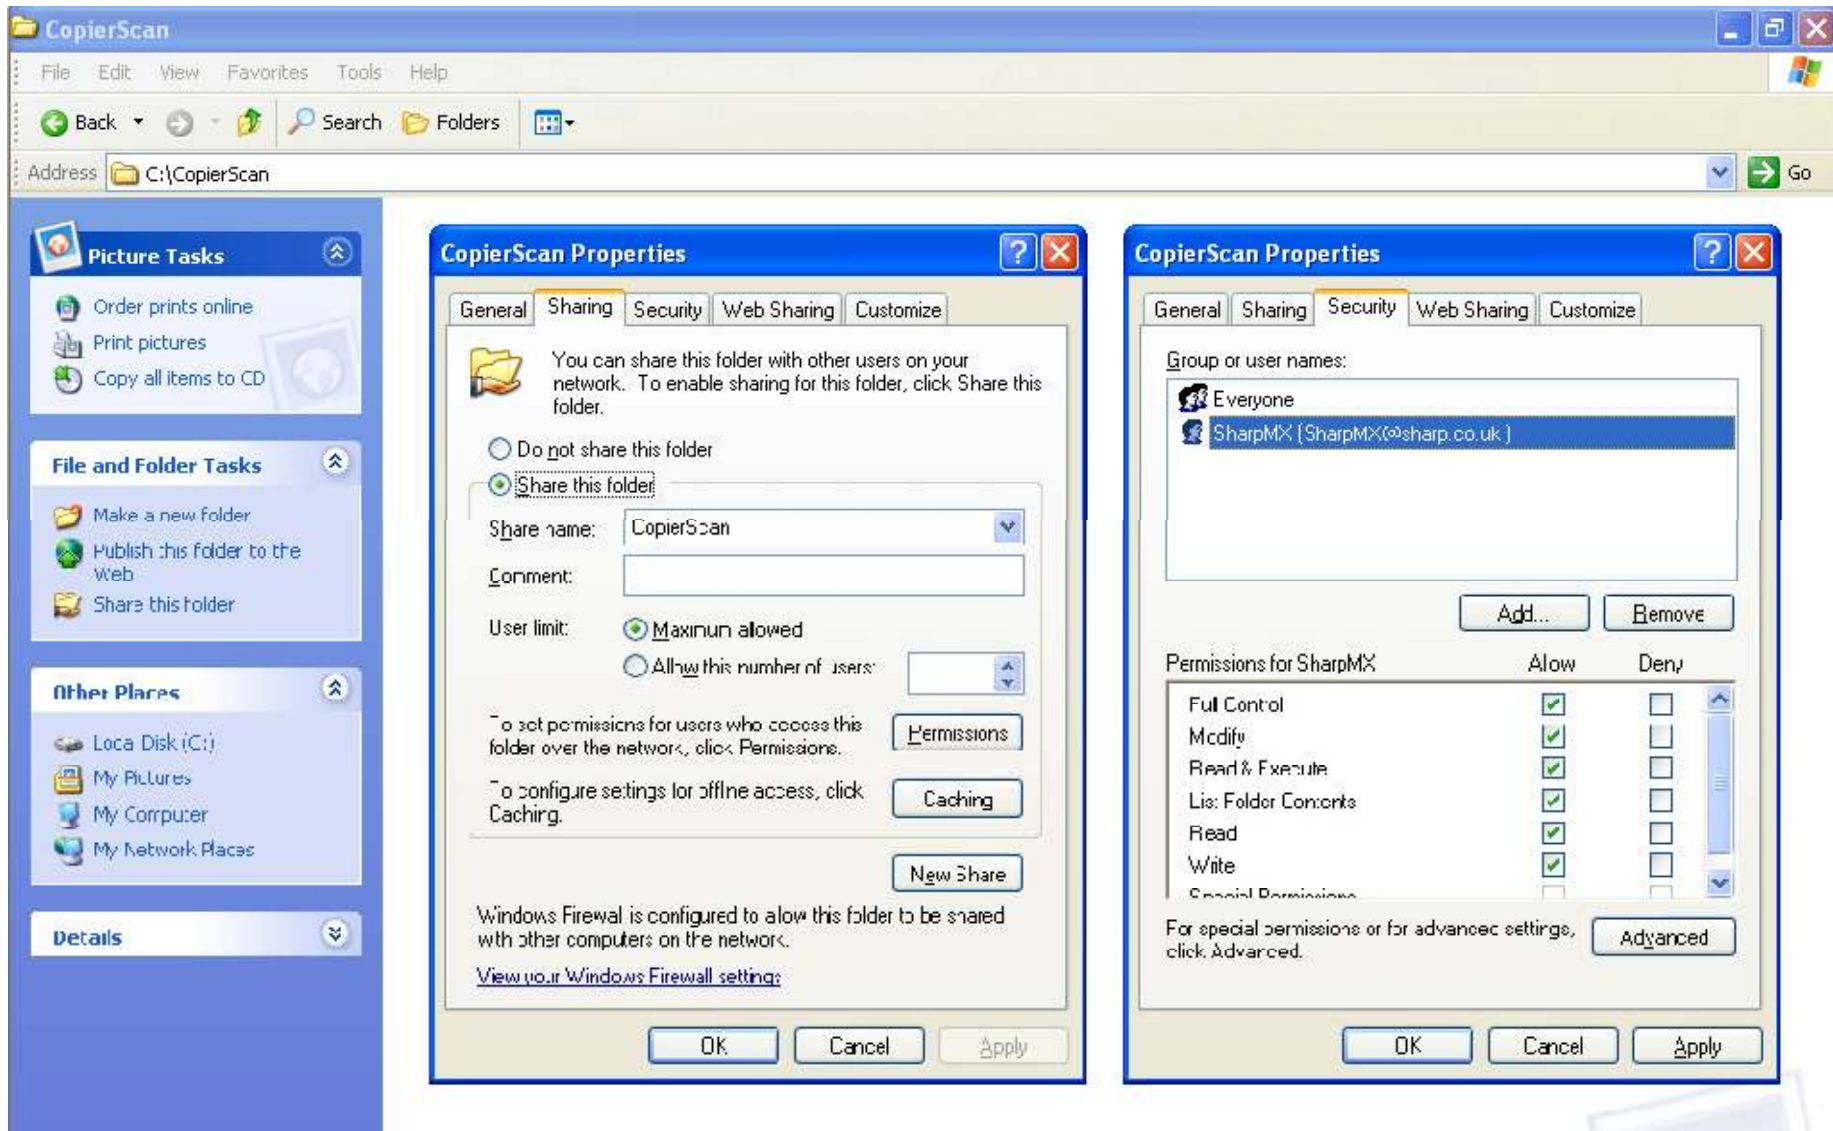 CopierScan
File Edit View Favorites Tools Help
Back Search Folders
Address C:\CopierScan Go
Picture Tasks
Order prints online
Print pictures
Copy all items to CD
File and Folder Tasks
Make a new folder
Publish this folder to the
Web
Share this folder
Other Places
Local Disk (C:)
My Pictures
My Computer
My Network Places
Details
CopierScan Properties
General Sharing Security Web Sharing Customize
You can share this folder with other users on your
network. To enable sharing for this folder, click Share this
folder.
Do not share this folder
Share this folder
Share name: CopierScan
Comment:
User limit: Maximum allowed
Allow this number of users:
To set permissions for users who access this
folder over the network, click Permissions.
Permissions
To configure settings for offline access, click
Caching.
Caching
New Share
Windows Firewall is configured to allow this folder to be shared
with other computers on the network.
View your Windows Firewall settings
OK Cancel Apply
CopierScan Properties
General Sharing Security Web Sharing Customize
Group or user names:
Everyone
SharpMX (SharpMX@sharp.co.uk)
Add... Remove
Permissions for SharpMX Allow Deny
Full Control
Modify
Read & Execute
List Folder Contents
Read
Write
Special Permissions
For special permissions or for advanced settings,
click Advanced.
Advanced
OK Cancel Apply